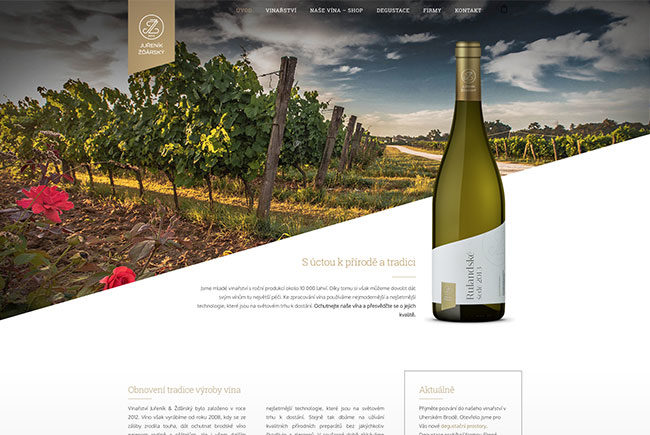 JUŘENÍK
ŽĎÁRSKÝ
ÚVOD VINAŘSTVÍ NAŠE VÍNA – SHOP DEGUSTACE FIRMY KONTAKT
S úctou k přírodě a tradici
Jsme mladé vinařství s roční produkcí okolo 10 000 lahví. Díky tomu si však můžeme dovolit dát
svým vínům tu největší péči. Ke zpracování vína používáme nejmodernější a nejšetrnější
technologie, které jsou na světovém trhu k dostání. Ochutnejte naše vína a přesvědčte se o jejich
kvalitě.
Rulandské
šedé 2013
Obnovení tradice výroby vína
Vinařství Juřeník & Žďárský bylo založeno v roce
2012. Víno však vyrábíme od roku 2008, kdy se ze
záliby zrodila touha, dát ochutnat brodské víno
nejšetrnější technologie, které jsou na světovém
trhu k dostání. Stejně tak dbáme na užívání
kvalitních přírodních preparátů bez jakýchkoliv
Aktuálně
Přijměte pozvání do našeho vinařství v
Uherském Brodě. Otevřeli jsme pro
Vás nové degustační prostory.